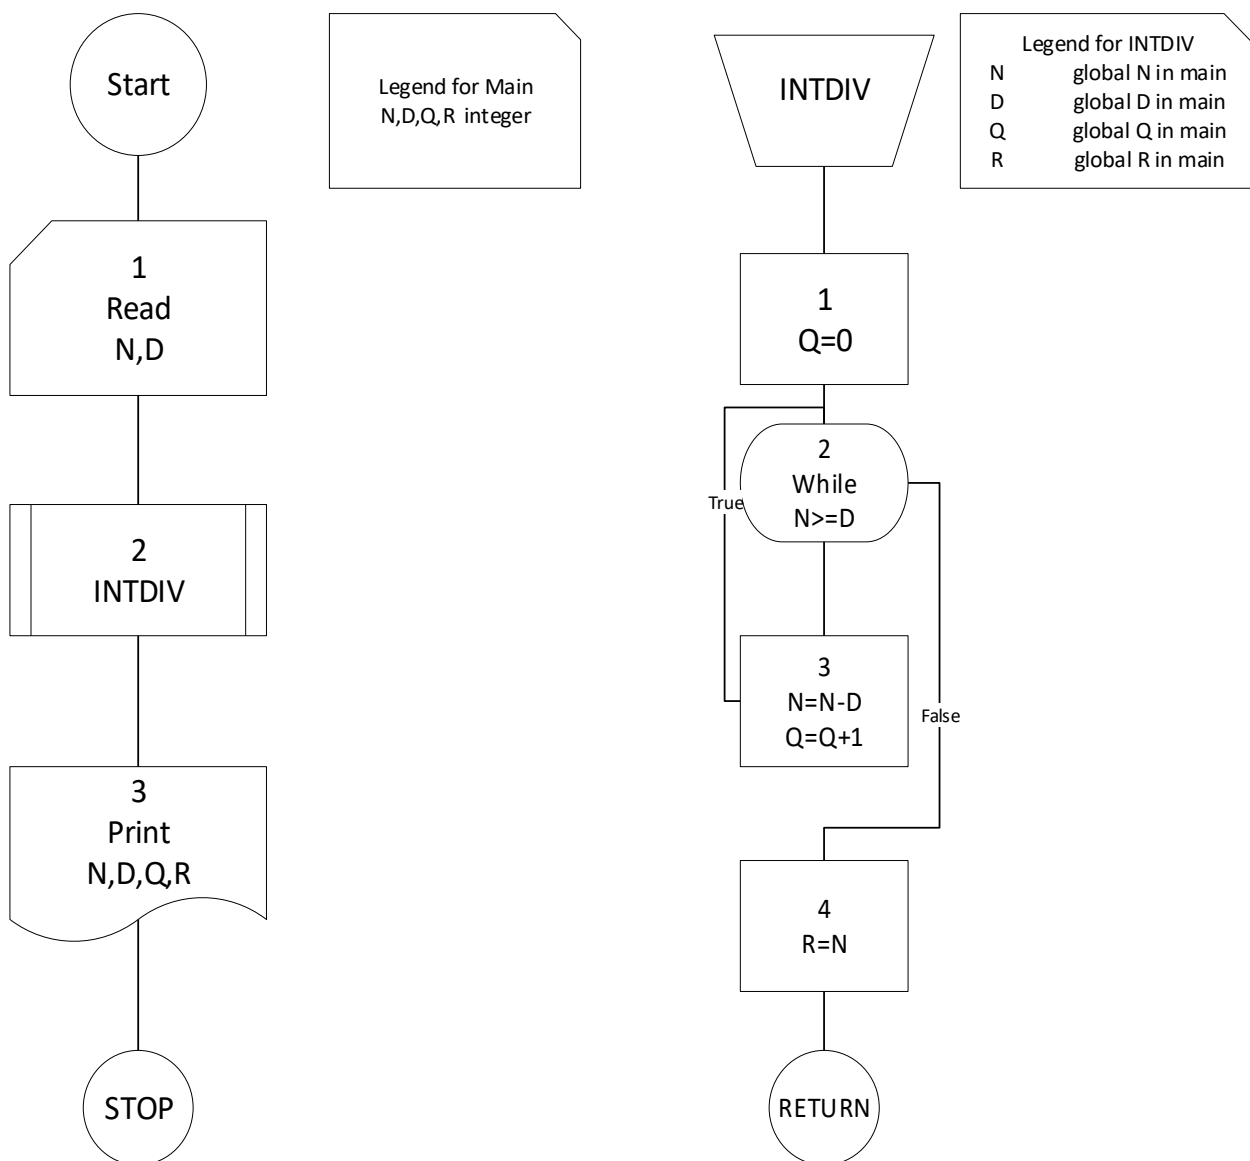 Start
1
Read
N,D
2
INTDIV
3
Print
N,D,Q,R
STOP
Legend for Main
N,D,Q,R integer
INTDIV
1
Q=0
2
While
N>=D
True
3
N=N-D
Q=Q+1
False
4
R=N
RETURN
Legend for INTDIV
N global N in main
D global D in main
Q global Q in main
R global R in main